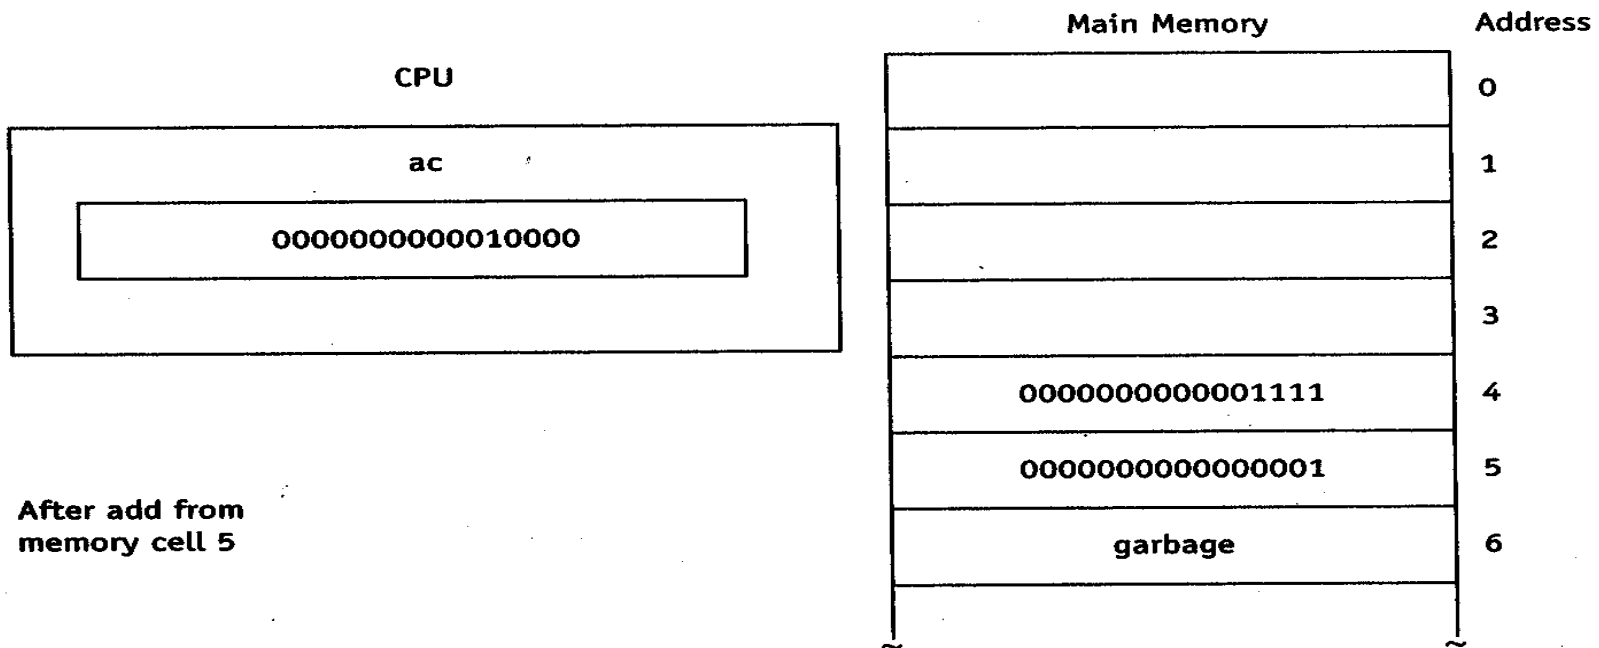 Main Memory
Address
CPU
ac
0000000000010000
0
1
2
3
0000000000001111
4
0000000000000001
5
garbage
6
After add from
memory cell 5